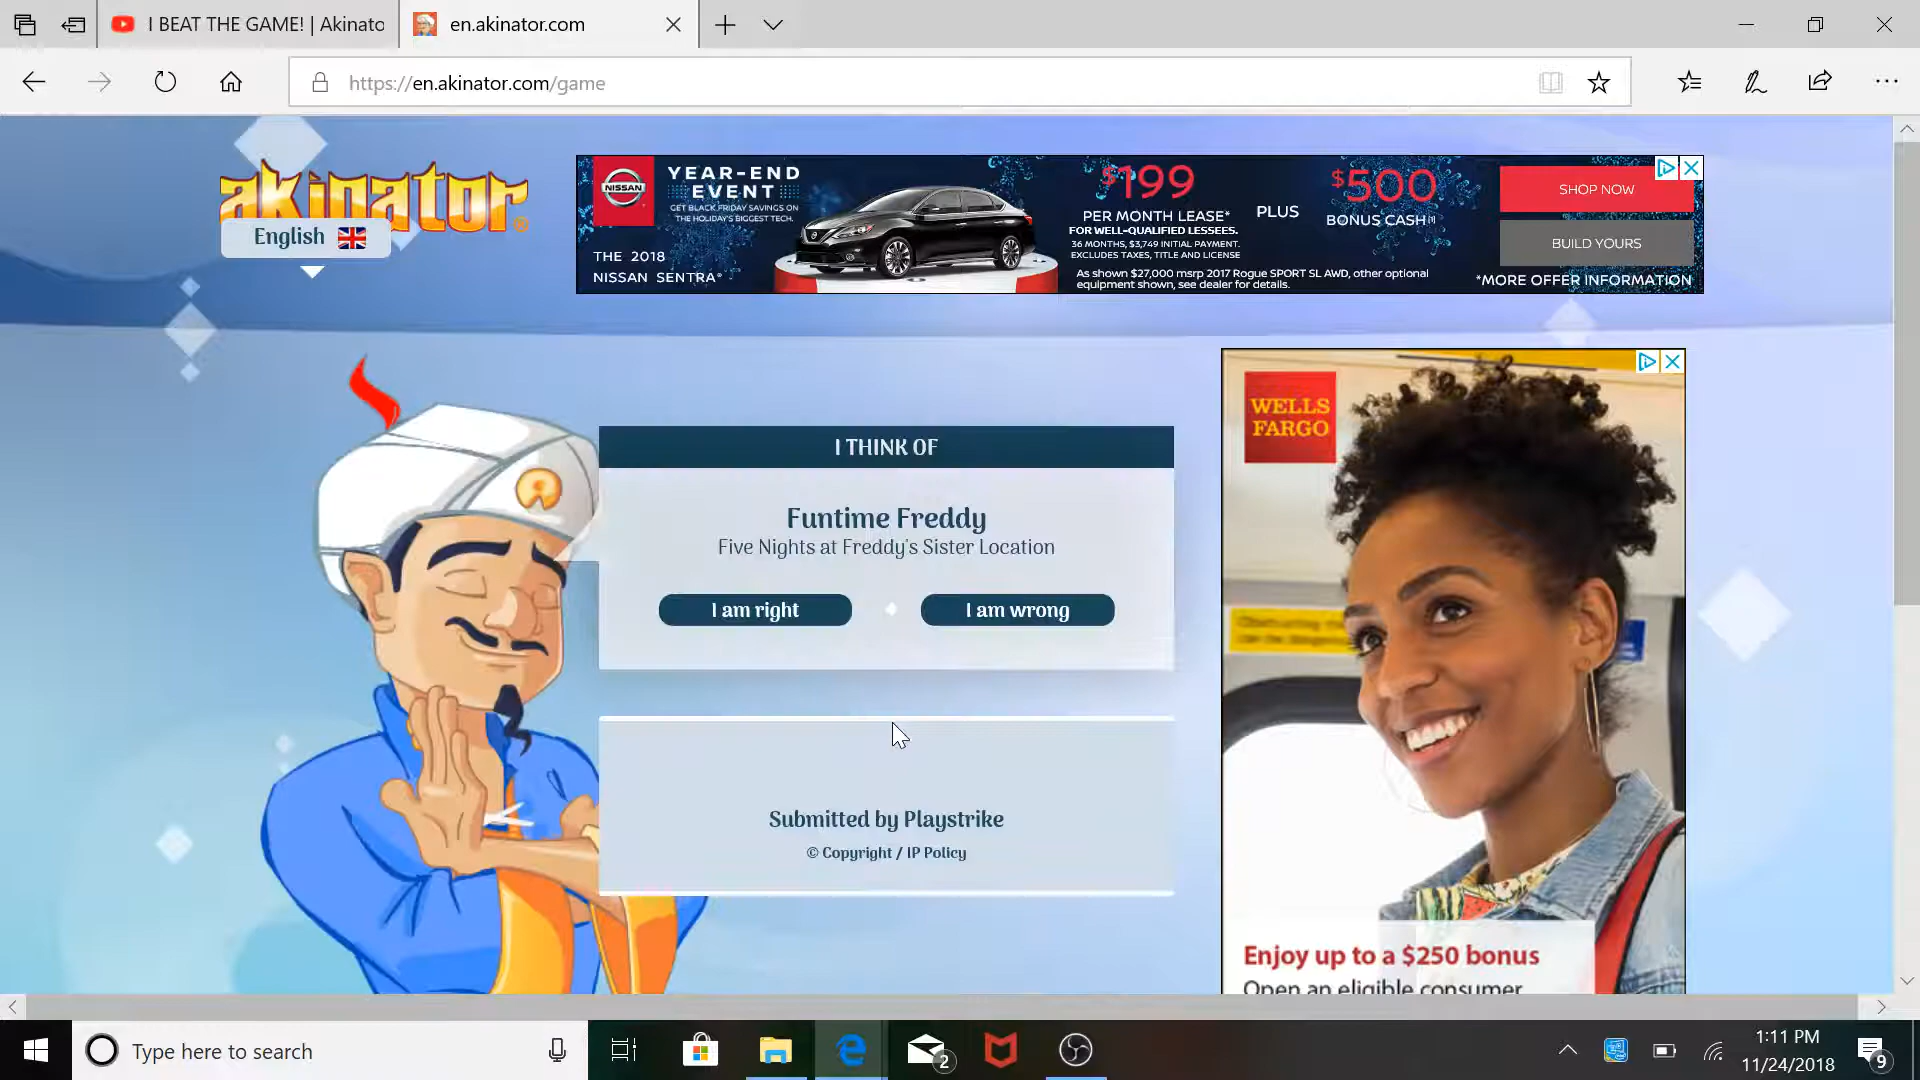 I BEAT THE GAME! | Akinato
en.akinator.com
https://en.akinator.com/game
akinator®
English
NISSAN
YEAR-END
EVENT
GET BLACK FRIDAY SAVINGS ON
THE HOLIDAY'S BIGGEST TECH.
THE 2018
NISSAN SENTRA*
$199
PER MONTH LEASE*
FOR WELL-QUALIFIED LESSEES.
36 MONTHS, $3,749 INITIAL PAYMENT.
EXCLUDES TAXES, TITLE AND LICENSE
PLUS
$500
BONUS CASH[1]
As shown $27,000 msrp 2017 Rogue SPORT SL AWD, other optional
equipment shown, see dealer for details.
SHOP NOW
BUILD YOURS
*MORE OFFER INFORMATION
I THINK OF
Funtime Freddy
Five Nights at Freddy's Sister Location
I am right
I am wrong
Submitted by Playstrike
© Copyright / IP Policy
WELLS
FARGO
Enjoy up to a $250 bonus
Open an eligible consumer
Type here to search
2
1:11 PM
11/24/2018
9